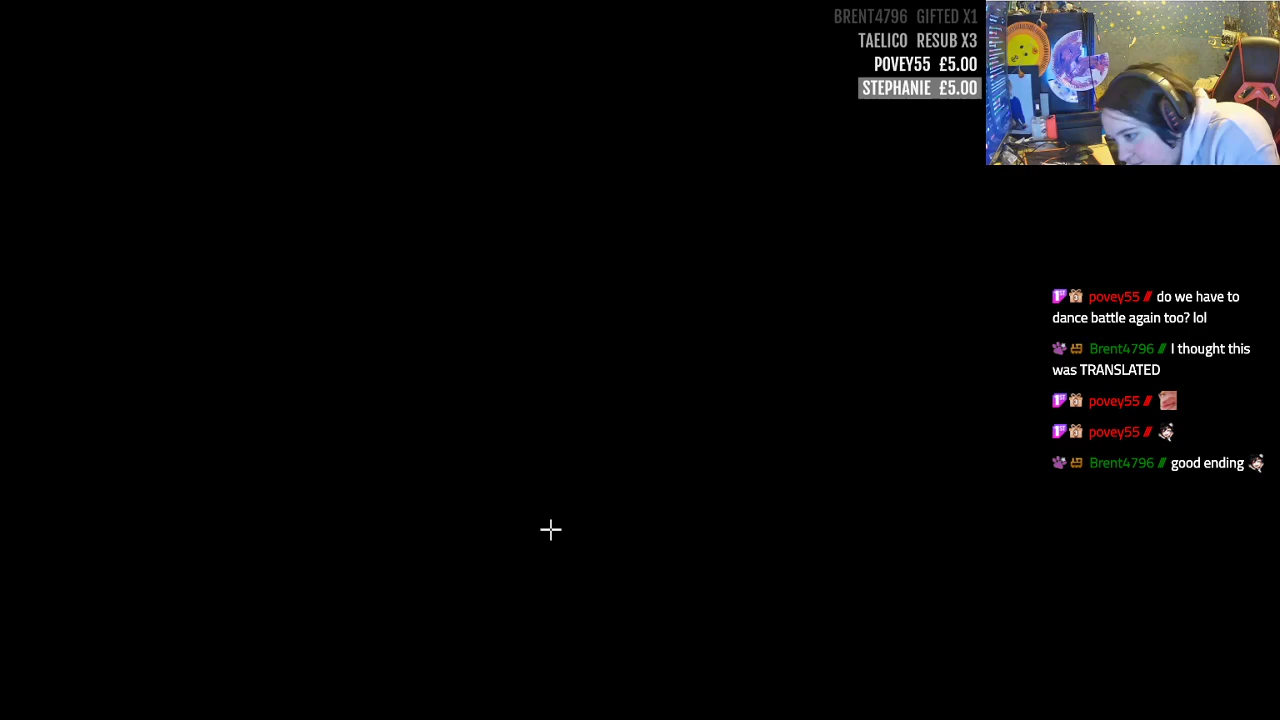 BRENT4796 GIFTED X1
TAELICO RESUB X3
POVEY55 £5.00
STEPHANIE £5.00
povey55 // do we have to
dance battle again too? lol
Brent4796 // I thought this
was TRANSLATED
povey55 //
povey55 //
Brent4796 // good ending